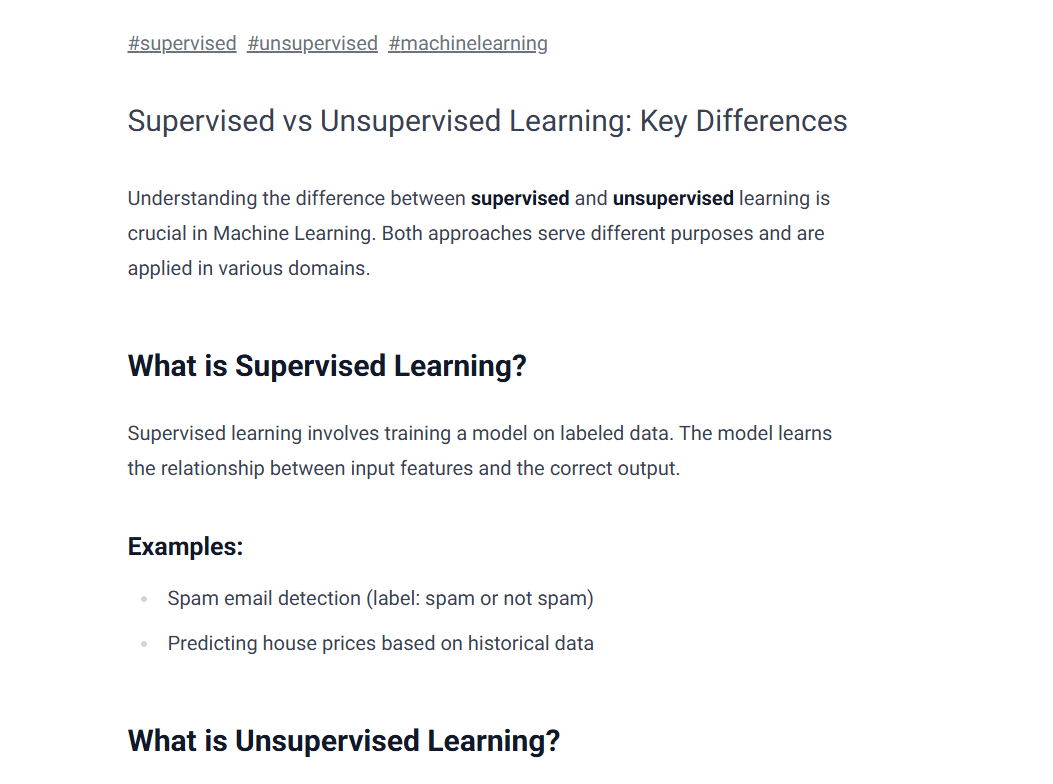 #supervised #unsupervised #machinelearning
Supervised vs Unsupervised Learning: Key Differences
Understanding the difference between supervised and unsupervised learning is
crucial in Machine Learning. Both approaches serve different purposes and are
applied in various domains.
What is Supervised Learning?
Supervised learning involves training a model on labeled data. The model learns
the relationship between input features and the correct output.
Examples:
Spam email detection (label: spam or not spam)
Predicting house prices based on historical data
What is Unsupervised Learning?